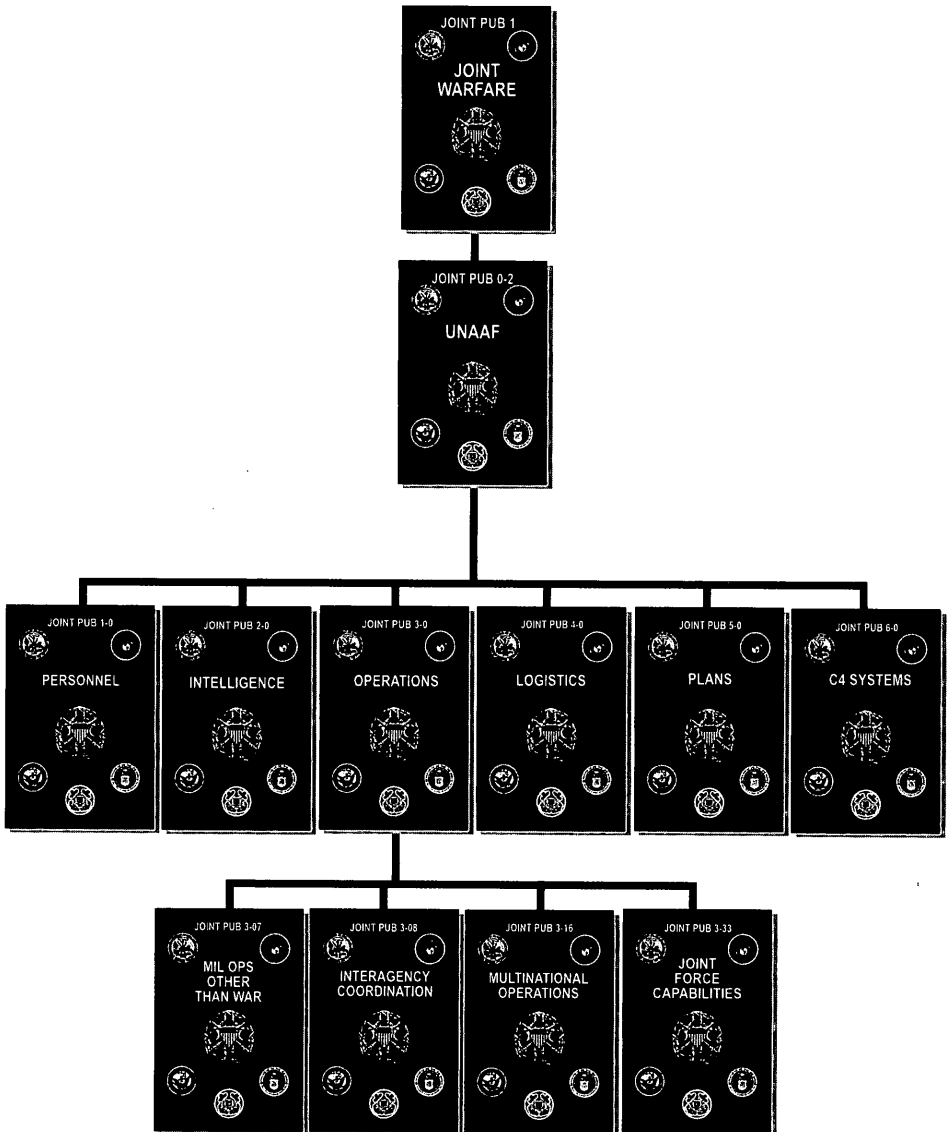 JOINT PUB 1
JOINT
WARFARE
JOINT PUB 0-2
UNAAF
JOINT PUB 1-0
PERSONNEL
JOINT PUB 2-0
INTELLIGENCE
JOINT PUB 3-0
OPERATIONS
JOINT PUB 4-0
LOGISTICS
JOINT PUB 5-0
PLANS
JOINT PUB 6-0
C4 SYSTEMS
JOINT PUB 3-07
MIL OPS
OTHER
THAN WAR
JOINT PUB 3-08
INTERAGENCY
COORDINATION
JOINT PUB 3-16
MULTINATIONAL
OPERATIONS
JOINT PUB 3-33
JOINT
FORCE
CAPABILITIES